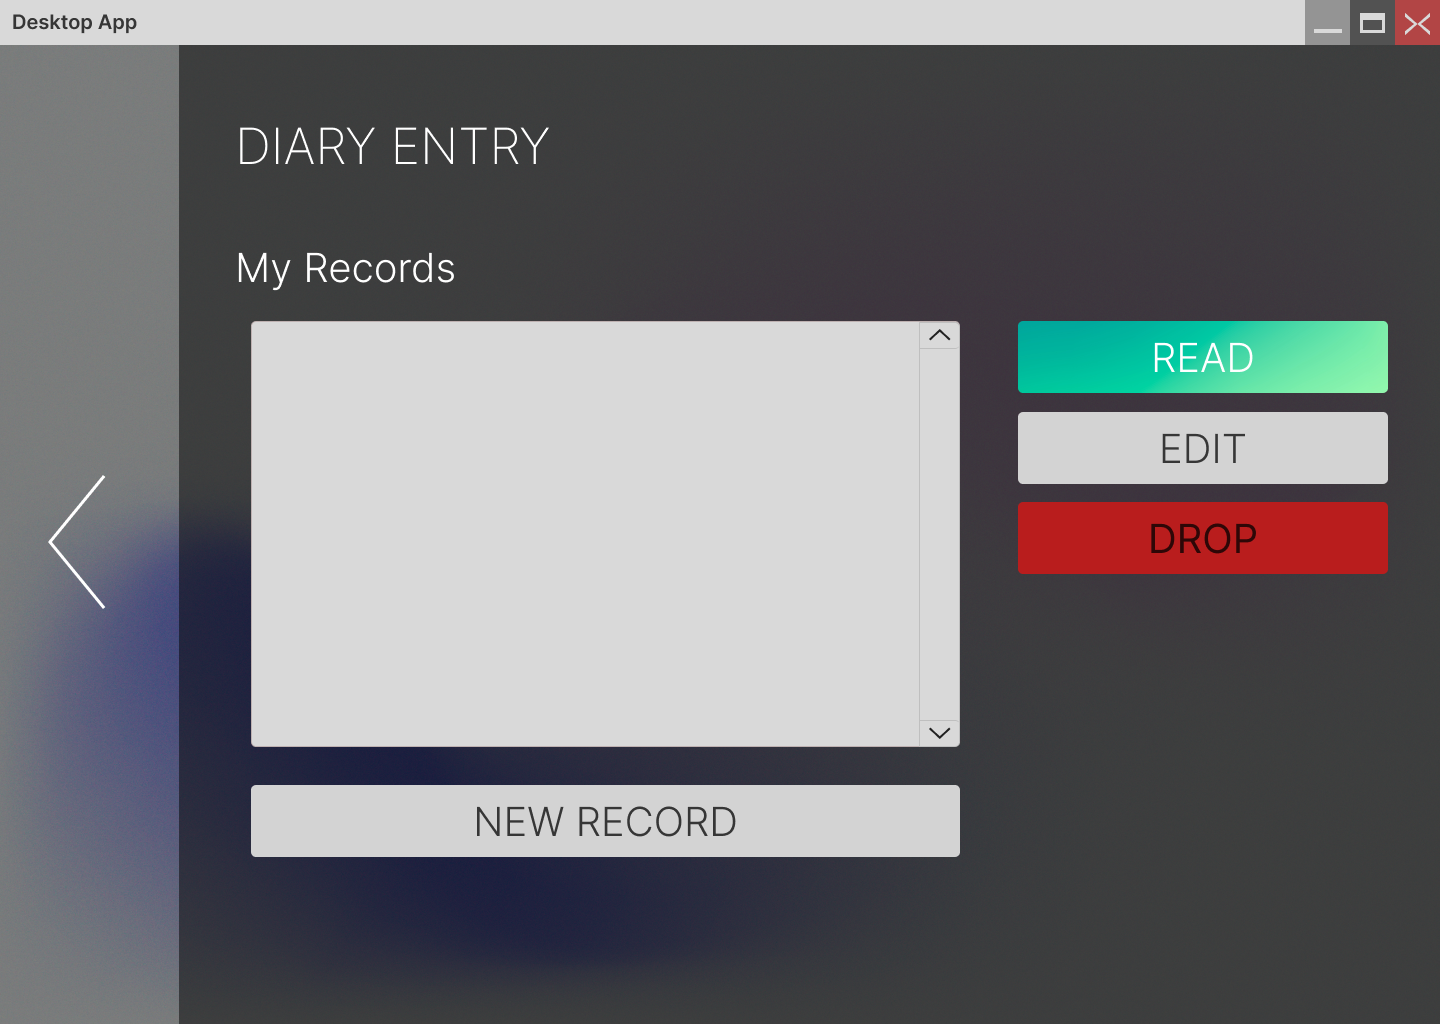 Desktop App
DIARY ENTRY
My Records
READ
EDIT
DROP
NEW RECORD